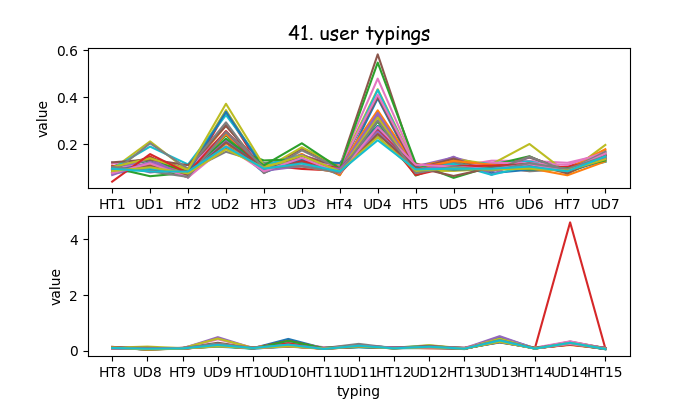 41. user typings
0.6
0.4
0.2
value
HT1 UD1 HT2 UD2 HT3 UD3 HT4 UD4 HT5 UD5 HT6 UD6 HT7 UD7
4
2
0
value
HT8 UD8 HT9 UD9 HT10 UD10 HT11 UD11 HT12 UD12 HT13 UD13 HT14 UD14 HT15
typing